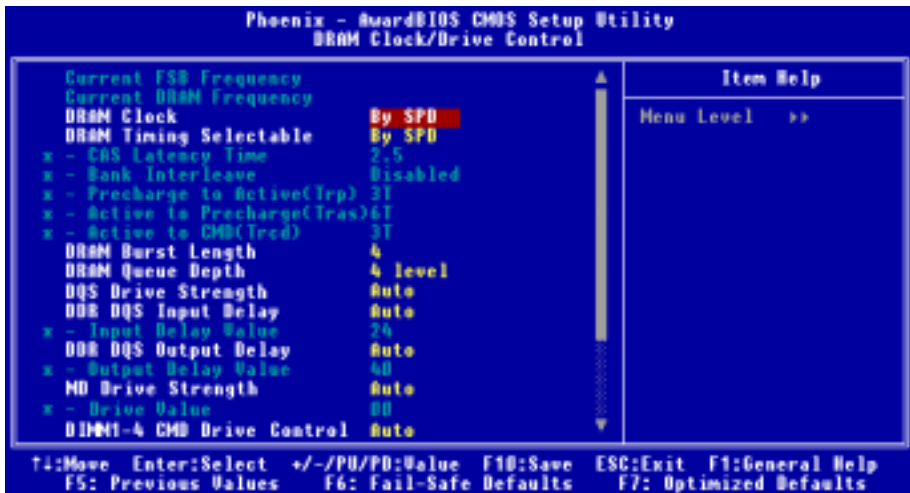 Phoenix - AwardBIOS CMOS Setup Utility
DRAM Clock/Drive Control
Current FSB Frequency
Current DRAM Frequency
DRAM Clock By SPD
DRAM Timing Selectable By SPD
x - CAS Latency Time 2.5
x - Bank Interleave Disabled
x - Precharge to Active(Trp) 3T
x - Active to Precharge(Tras)6T
x - Active to CMD(Trcd) 3T
DRAM Burst Length 4
DRAM Queue Depth 4 level
DQS Drive Strength Auto
DDR DQS Input Delay Auto
x - Input Delay Value 24
DDR DQS Output Delay Auto
x - Output Delay Value 4D
MD Drive Strength Auto
x - Drive Value DD
DIMM1-4 CMD Drive Control Auto
Item Help
Menu Level ►►
↑↓:Move Enter:Select +/-/PU/PD:Value F10:Save ESC:Exit F1:General Help
F5: Previous Values F6: Fail-Safe Defaults F7: Optimized Defaults